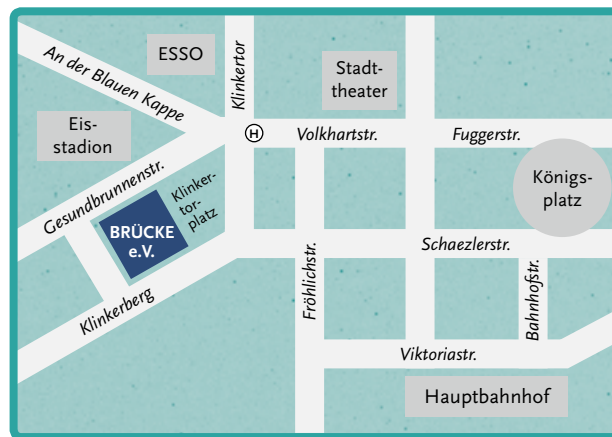 ESSO
An der Blauen Kappe
Klinkertor
Stadt-
theater
Eis-
stadion
H
Volkhartstr.
Fuggerstr.
Gesundbrunnenstr.
Klinker-
tor-
platz
Königs-
platz
BRÜCKE
e.V.
Schaezlerstr.
Klinkerberg
Fröhlichstr.
Bahnhofstr.
Viktoriastr.
Hauptbahnhof